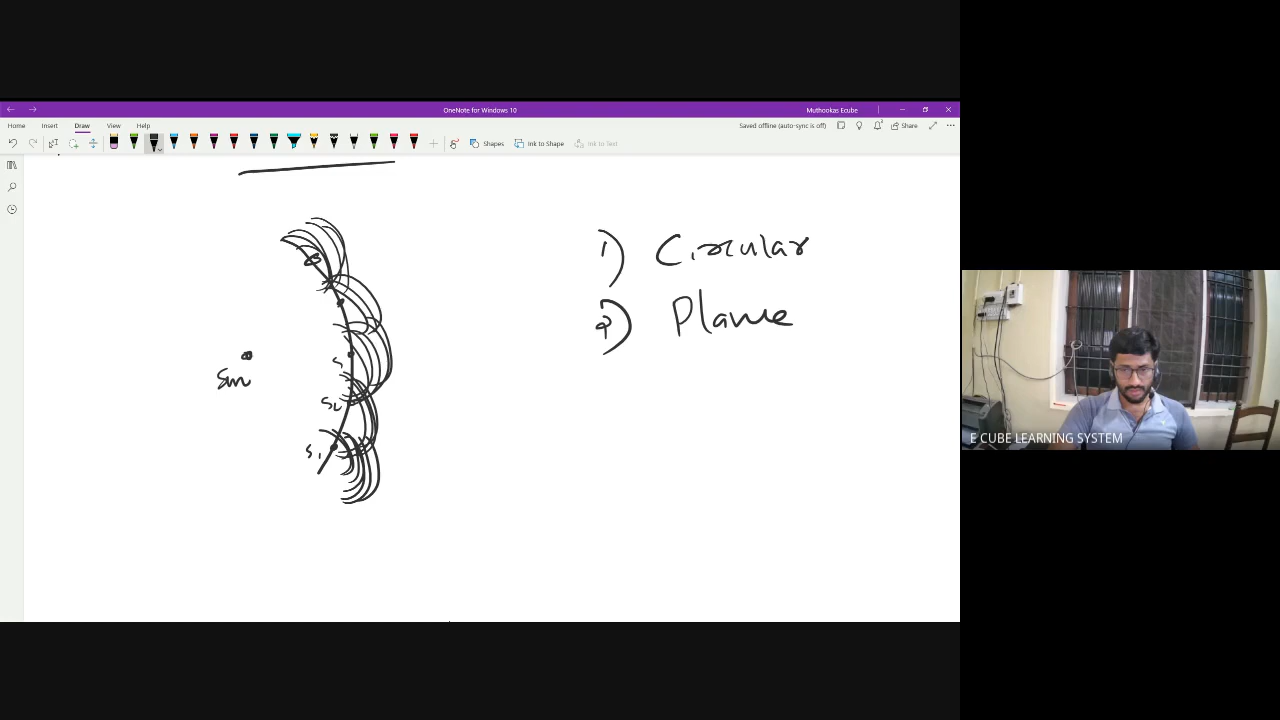 OneNote for Windows 10
Muthookas Ecube
Home Insert Draw View Help
Saved offline (auto-sync is off)
Share
Shapes
Ink to Shape
Ink to Text
1) Circular
2) Plane
Sun
S
S2
S1
E CUBE LEARNING SYSTEM